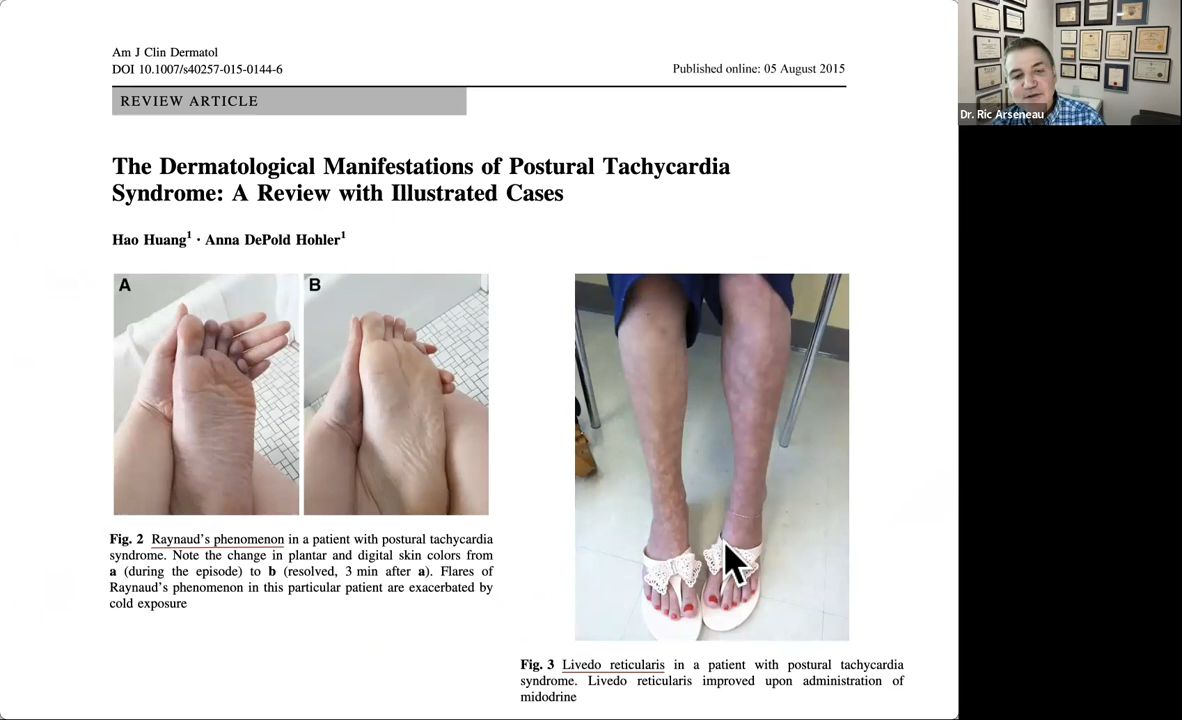 Am J Clin Dermatol
DOI 10.1007/s40257-015-0144-6
Published online: 05 August 2015
REVIEW ARTICLE
The Dermatological Manifestations of Postural Tachycardia
Syndrome: A Review with Illustrated Cases
Hao Huang1 · Anna DePold Hohler1
A
B
Fig. 2 Raynaud's phenomenon in a patient with postural tachycardia
syndrome. Note the change in plantar and digital skin colors from
a (during the episode) to b (resolved, 3 min after a). Flares of
Raynaud's phenomenon in this particular patient are exacerbated by
cold exposure
Fig. 3 Livedo reticularis in a patient with postural tachycardia
syndrome. Livedo reticularis improved upon administration of
midodrine
Dr. Ric Arseneau